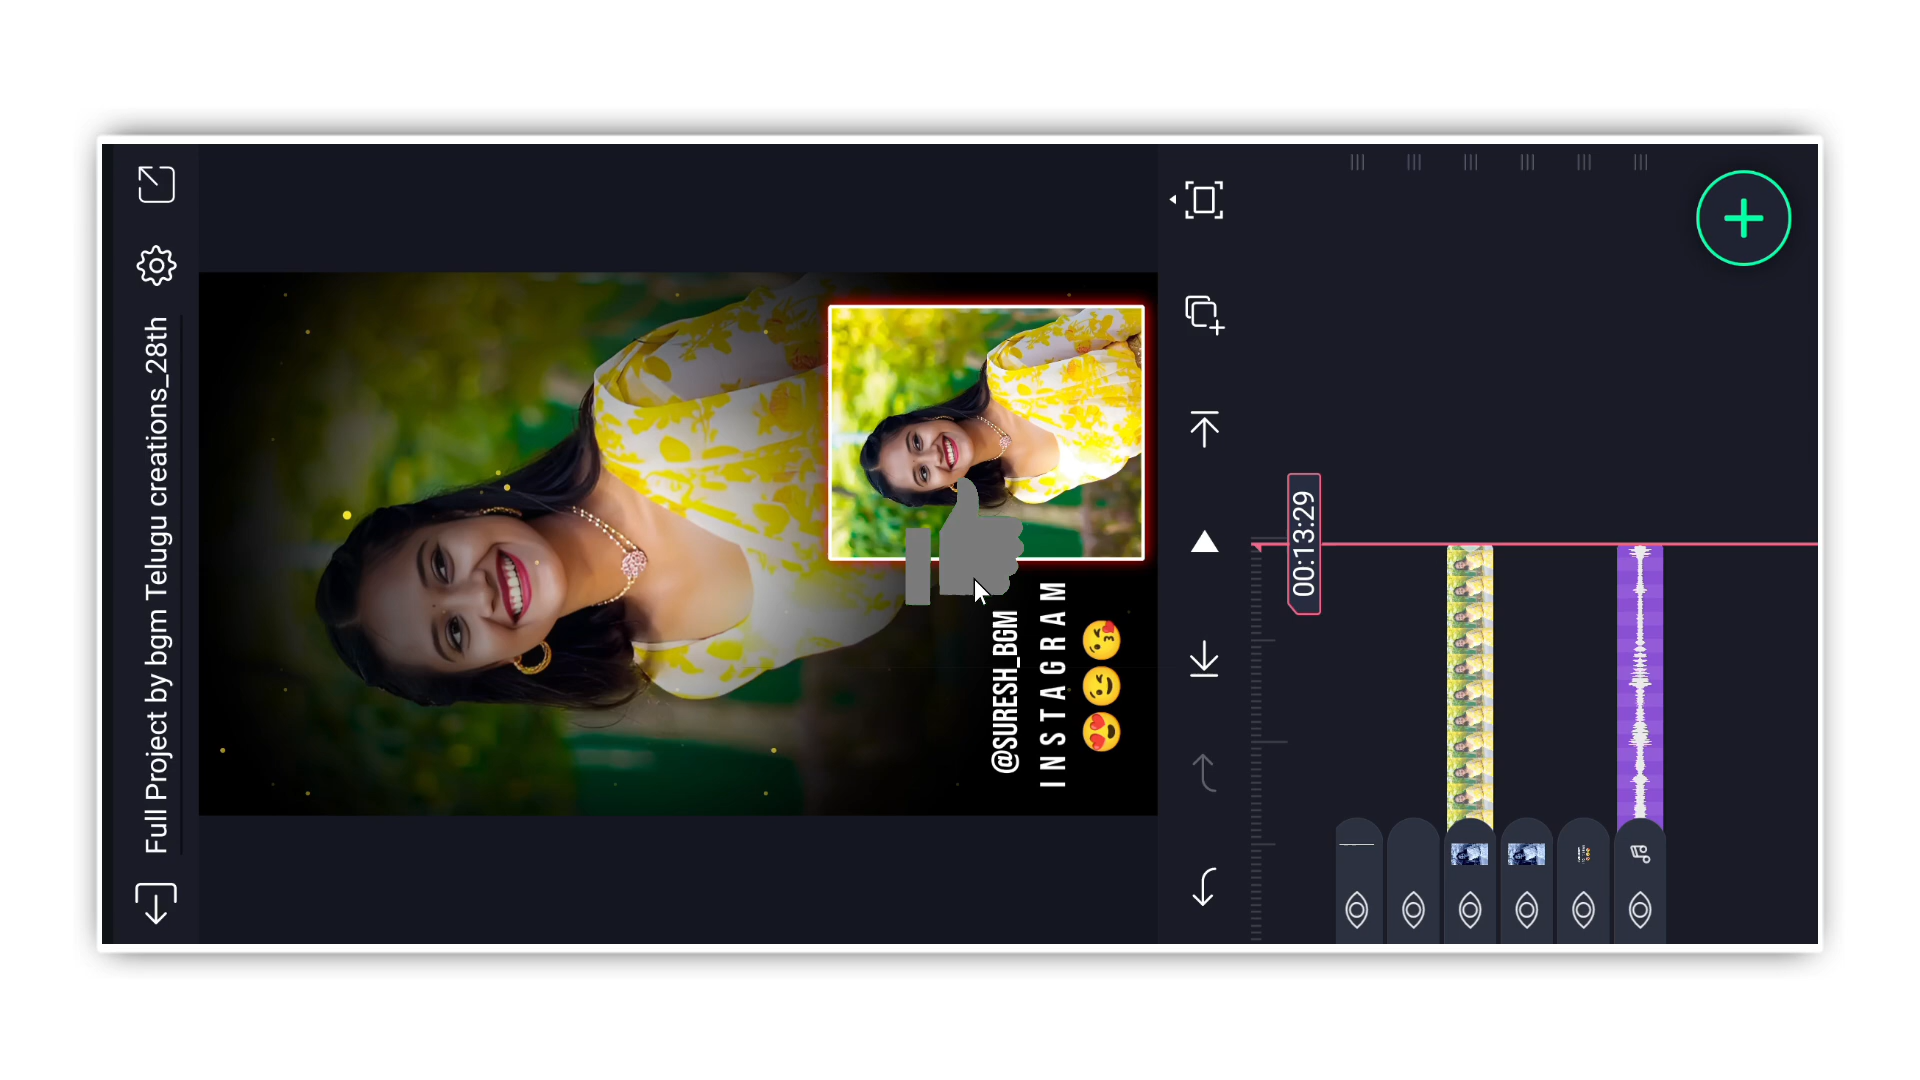 Full Project by bgm Telugu creations_28th
@SURESH_BGM
INSTAGRAM
00:13:29